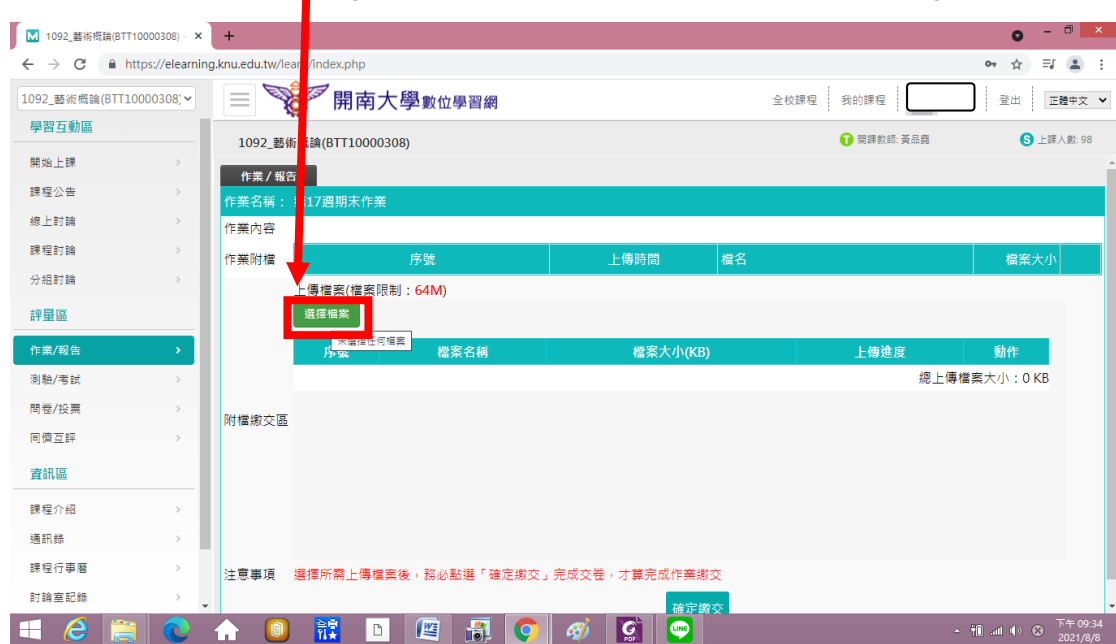 1092_藝術概論(BTT10000308) -
https://elearning.knu.edu.tw/learn/index.php
1092_藝術概論(BTT10000308)
開南大學數位學習網
全校課程
我的課程
登出
正體中文
學習互動區
開始上課
課程公告
線上討論
課程討論
分組討論
評量區
作業/報告
測驗/考試
問卷/投票
同儕互評
資訊區
課程介紹
通訊錄
課程行事曆
討論室記錄
1092_藝術概論(BTT10000308)
開課教師: 黃品堯
上課人數: 98
作業 / 報告
作業名稱： 第17週期末作業
作業內容
作業附檔 序號 上傳時間 檔名 檔案大小
上傳檔案(檔案限制：64M)
選擇檔案
未選擇任何檔案
序號 檔案名稱 檔案大小(KB) 上傳進度 動作
總上傳檔案大小：0 KB
附檔繳交區
注意事項 選擇所需上傳檔案後，務必點選「確定繳交」完成交卷，才算完成作業繳交
確定繳交
PDF
LINE
下午 09:34
2021/8/8